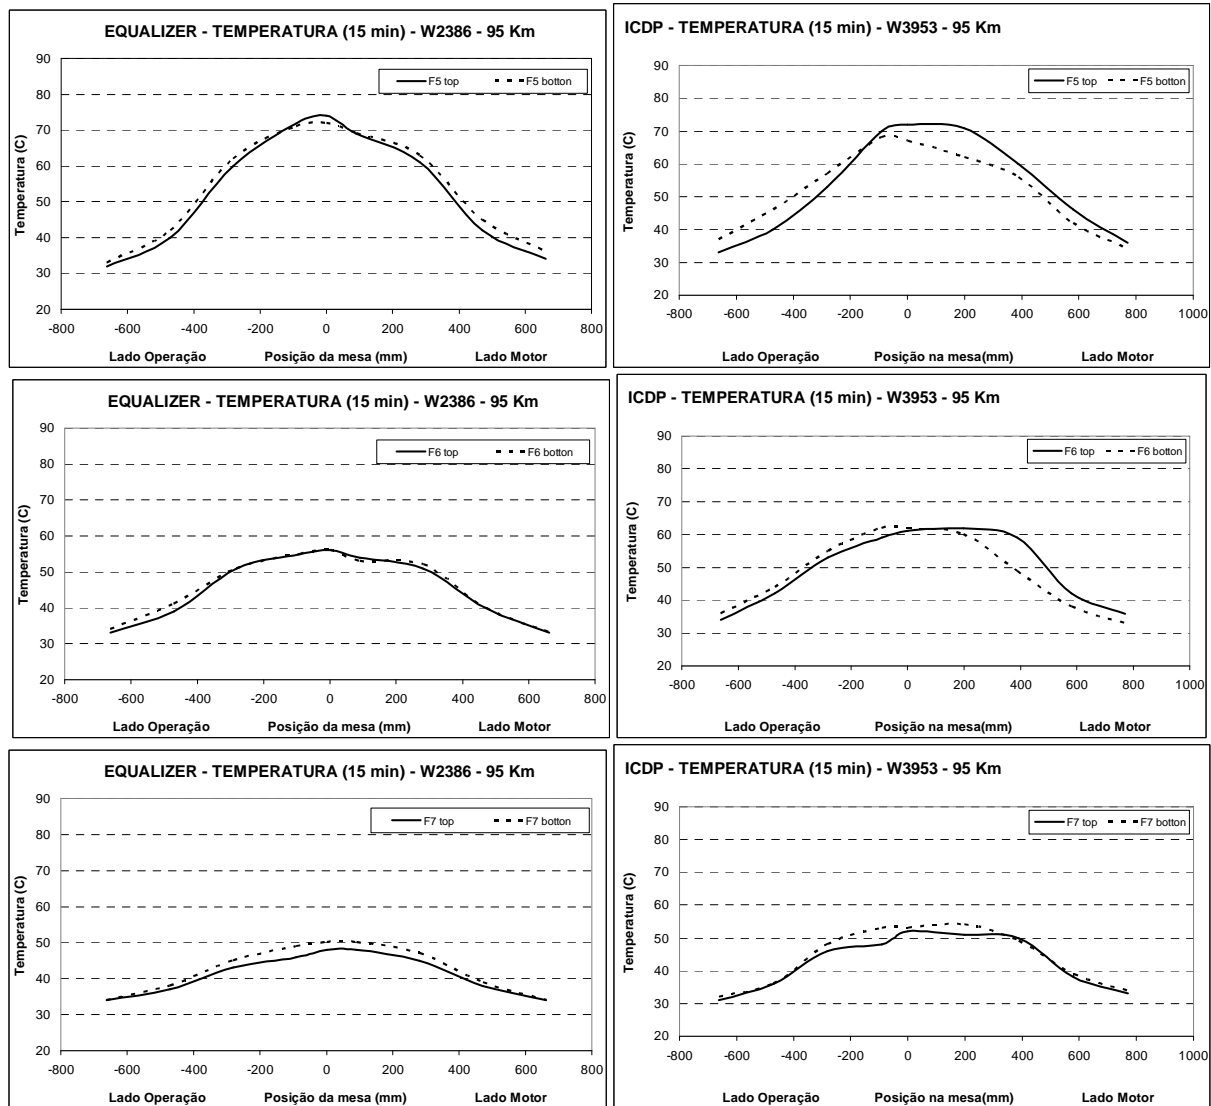 EQUALIZER - TEMPERATURA (15 min) - W2386 - 95 Km
F5 top F5 botton
Temperatura (C)
90
80
70
60
50
40
30
20
-800 -600 -400 -200 0 200 400 600 800
Lado Operação Posição da mesa (mm) Lado Motor
ICDP - TEMPERATURA (15 min) - W3953 - 95 Km
F5 top F5 botton
Temperatura (C)
90
80
70
60
50
40
30
20
-800 -600 -400 -200 0 200 400 600 800 1000
Lado Operação Posição na mesa(mm) Lado Motor
EQUALIZER - TEMPERATURA (15 min) - W2386 - 95 Km
F6 top F6 botton
Temperatura (C)
90
80
70
60
50
40
30
20
-800 -600 -400 -200 0 200 400 600 800
Lado Operação Posição da mesa (mm) Lado Motor
ICDP - TEMPERATURA (15 min) - W3953 - 95 Km
F6 top F6 botton
Temperatura (C)
90
80
70
60
50
40
30
20
-800 -600 -400 -200 0 200 400 600 800 1000
Lado Operação Posição na mesa(mm) Lado Motor
EQUALIZER - TEMPERATURA (15 min) - W2386 - 95 Km
F7 top F7 botton
Temperatura (C)
90
80
70
60
50
40
30
20
-800 -600 -400 -200 0 200 400 600 800
Lado Operação Posição da mesa (mm) Lado Motor
ICDP - TEMPERATURA (15 min) - W3953 - 95 Km
F7 top F7 botton
Temperatura (C)
90
80
70
60
50
40
30
20
-800 -600 -400 -200 0 200 400 600 800 1000
Lado Operação Posição na mesa(mm) Lado Motor